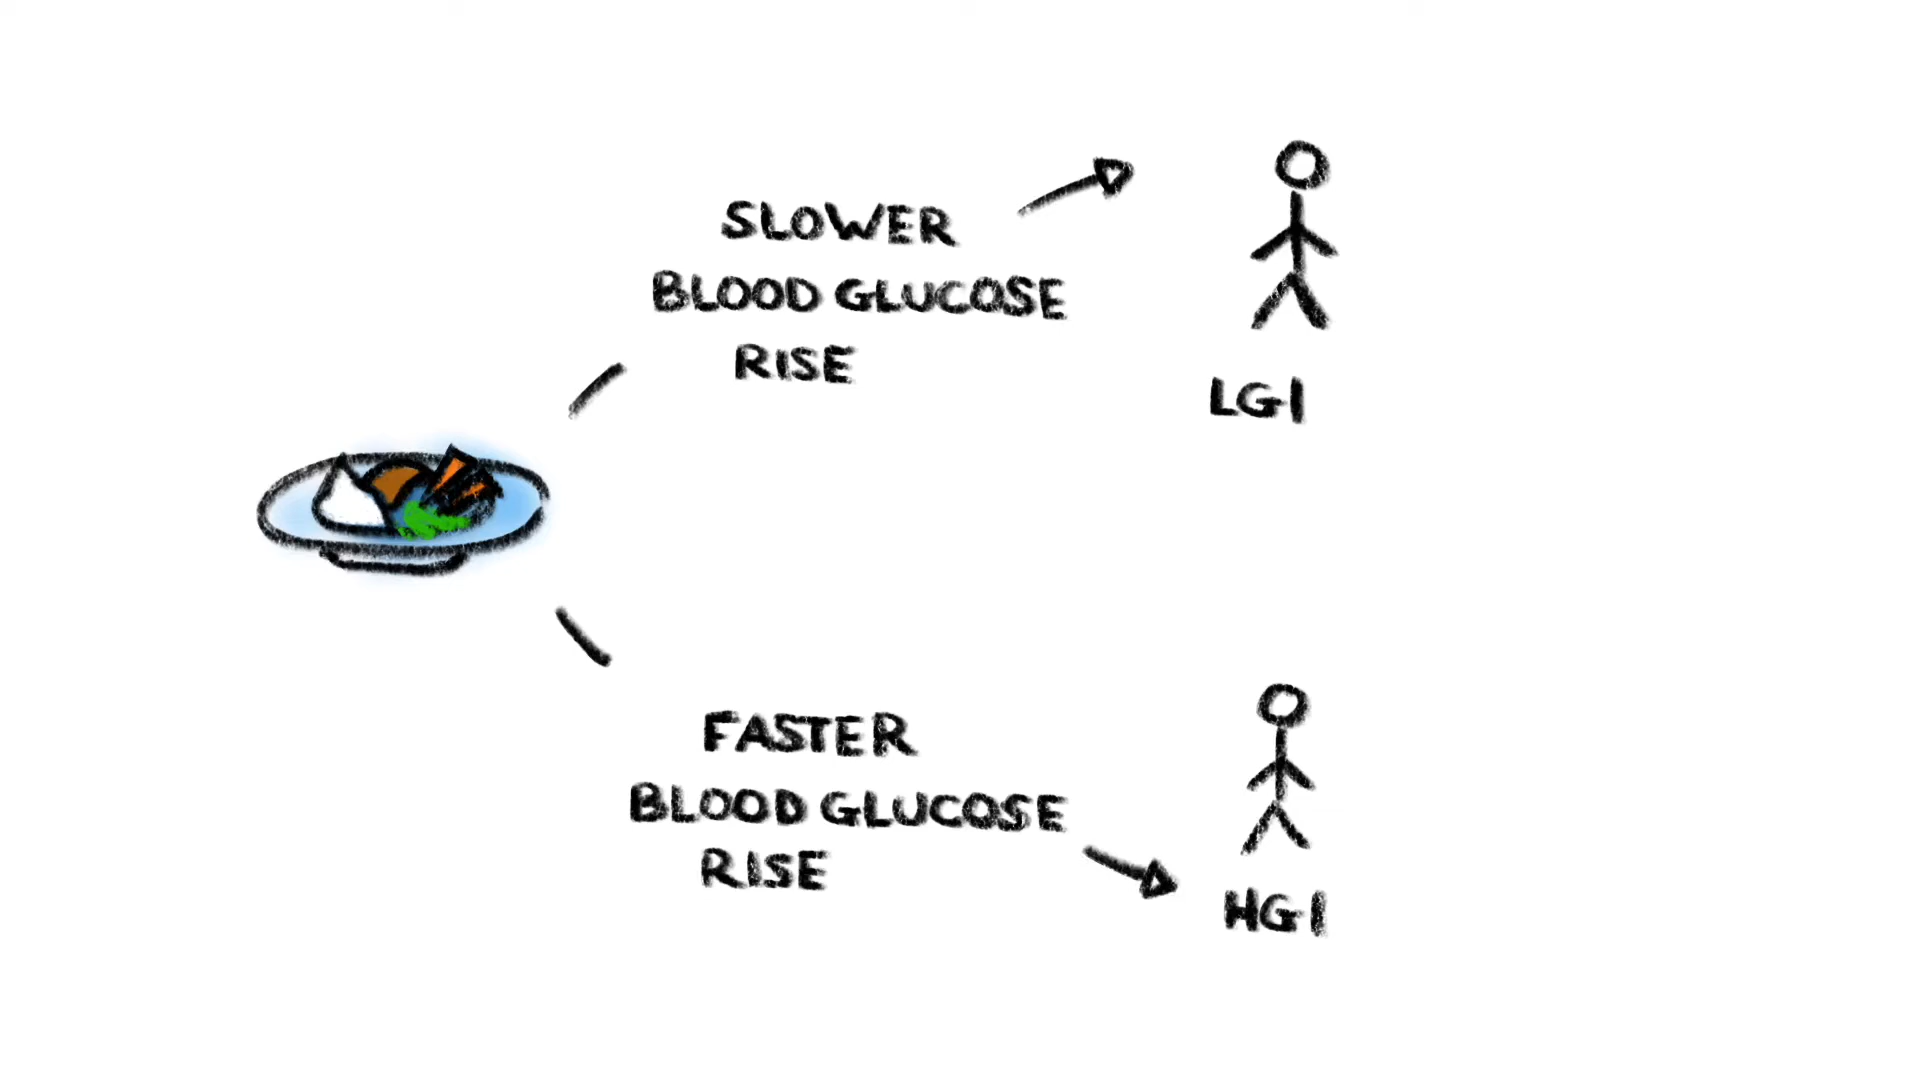 SLOWER
BLOOD GLUCOSE
RISE
LGI
FASTER
BLOOD GLUCOSE
RISE
HGI